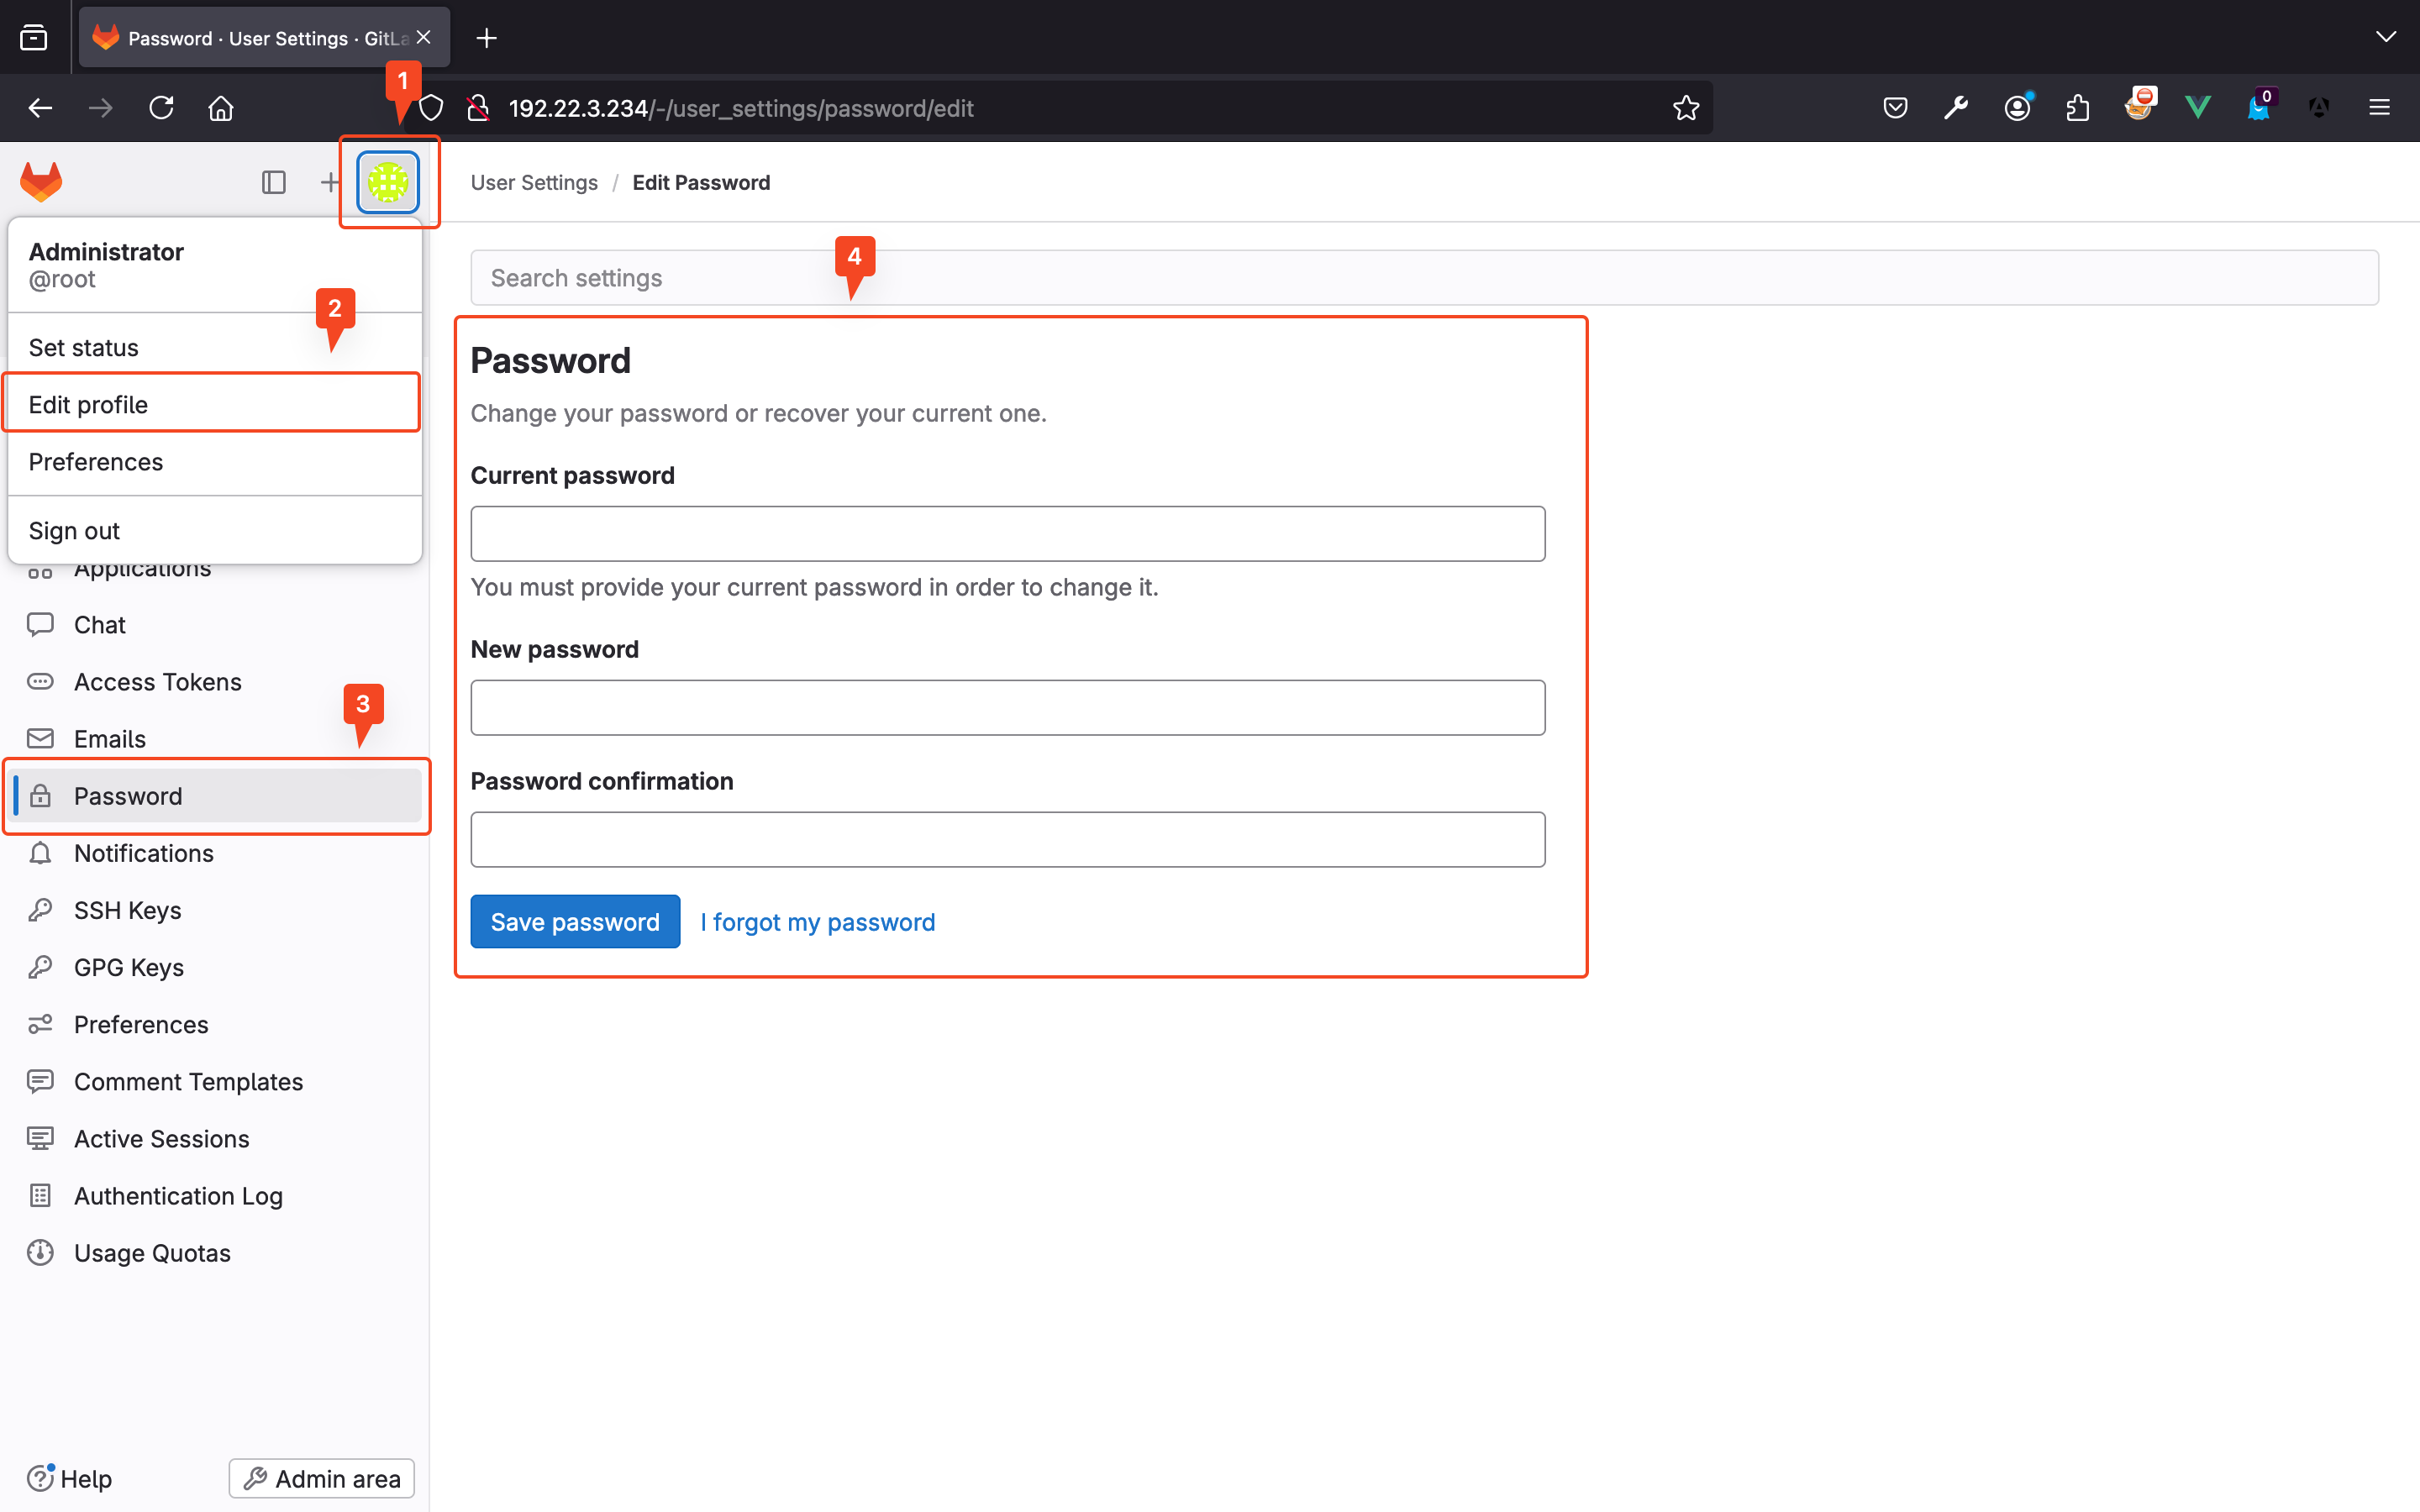 Password · User Settings · GitLa
1
192.22.3.234/-/user_settings/password/edit
0
User Settings / Edit Password
Administrator
@root
2
Set status
Edit profile
Preferences
Sign out
Applications
Chat
Access Tokens
3
Emails
Password
Notifications
SSH Keys
GPG Keys
Preferences
Comment Templates
Active Sessions
Authentication Log
Usage Quotas
Help
Admin area
4
Search settings
Password
Change your password or recover your current one.
Current password
You must provide your current password in order to change it.
New password
Password confirmation
Save password
I forgot my password